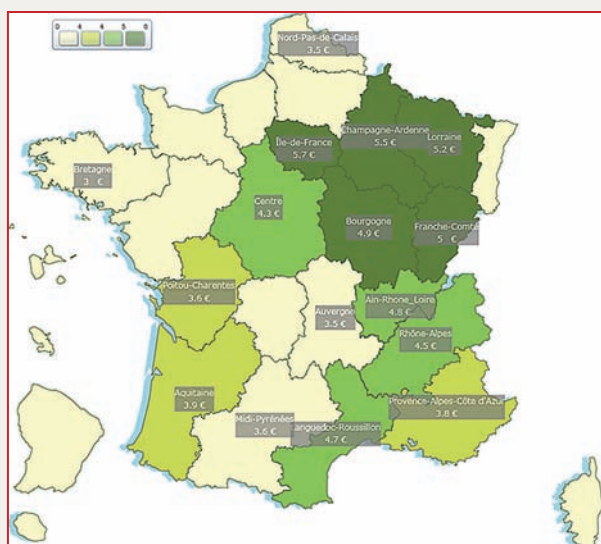 0 4 4 5 6
Nord-Pas-de-Calais
3.5 €
Champagne-Ardenne
5.5 €
Lorraine
5.2 €
Île-de-France
5.7 €
Bretagne
3 €
Centre
4.3 €
Bourgogne
4.9 €
Franche-Comté
5 €
Poitou-Charentes
3.6 €
Auvergne
3.5 €
Ain-Rhone_Loire
4.8 €
Rhône-Alpes
4.5 €
Aquitaine
3.9 €
Midi-Pyrénées
3.6 €
Languedoc-Roussillon
4.7 €
Provence-Alpes-Côte d'Azur
3.8 €